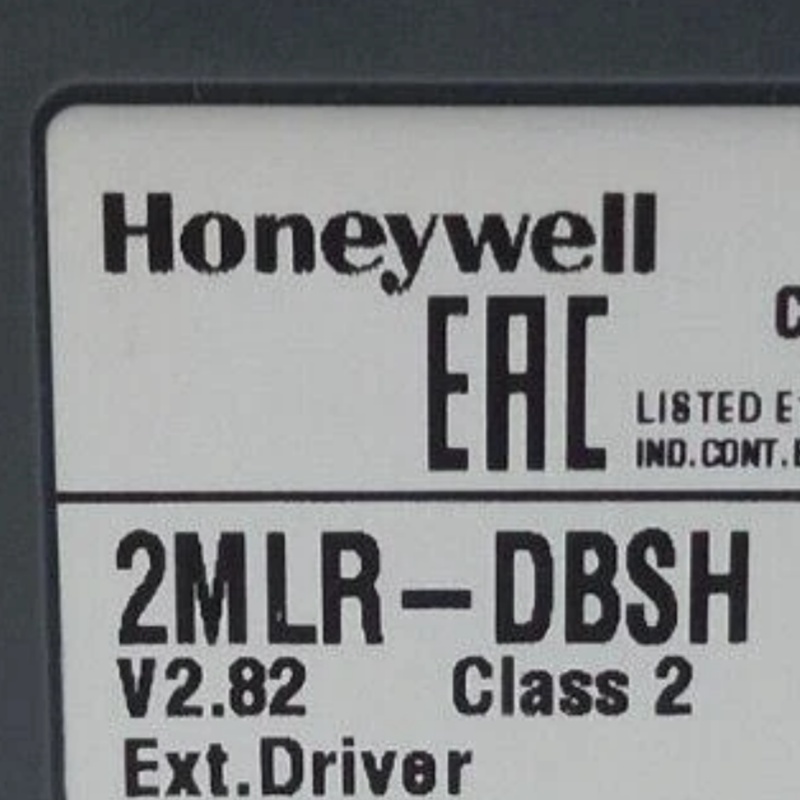 Honeywell
EAC
LISTED
IND.CONT.
2MLR-DBSH
V2.82 Class 2
Ext.Driver